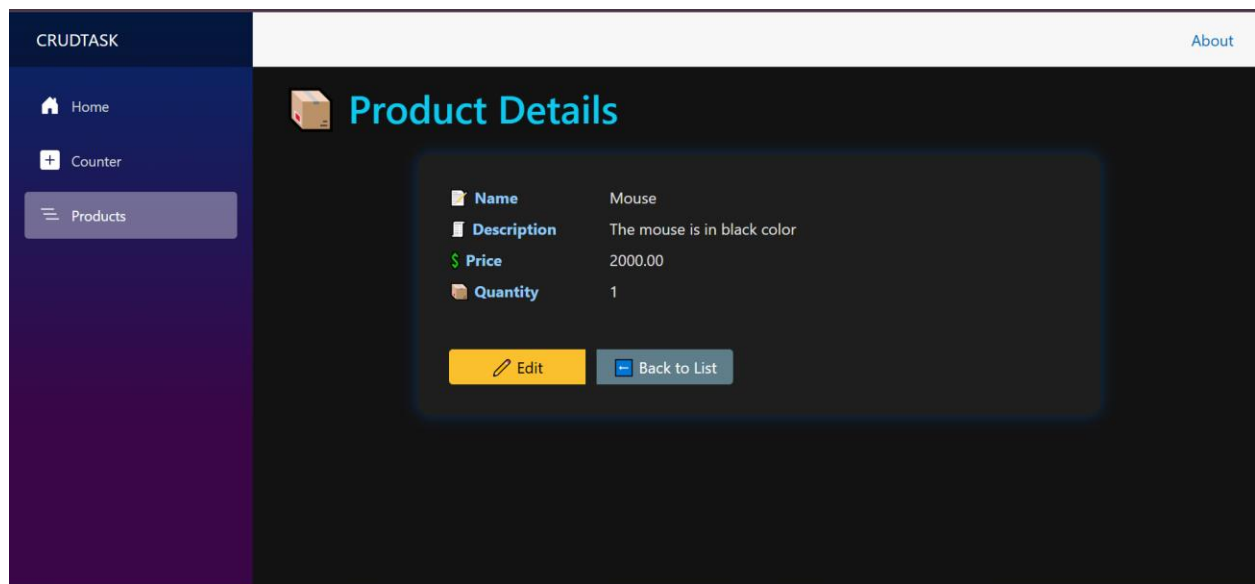 CRUDTASK
About
Home
Counter
Products
Product Details
Name Mouse
Description The mouse is in black color
$ Price 2000.00
Quantity 1
Edit
Back to List